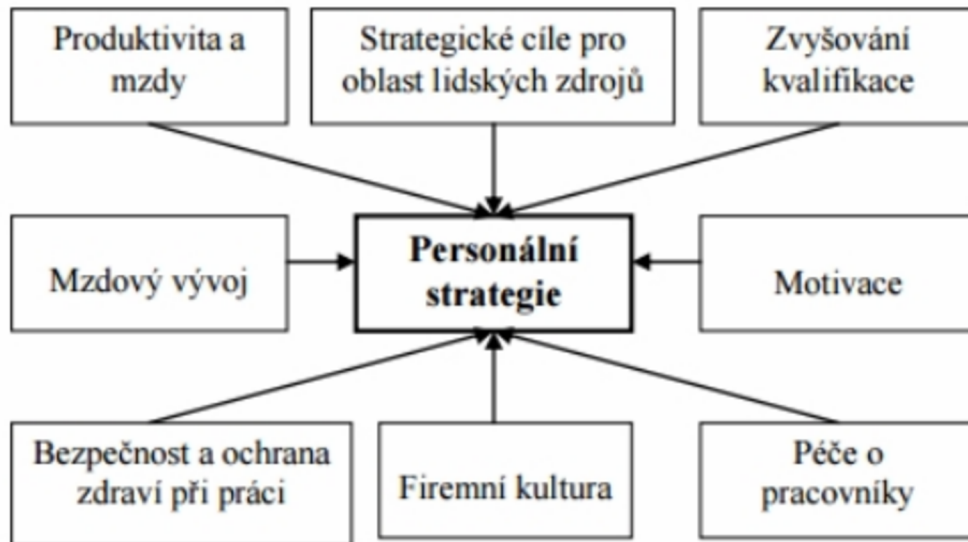 Produktivita a
mzdy
Strategické cíle pro
oblast lidských zdrojů
Zvyšování
kvalifikace
Mzdový vývoj
Personální
strategie
Motivace
Bezpečnost a ochrana
zdraví při práci
Firemní kultura
Péče o
pracovníky